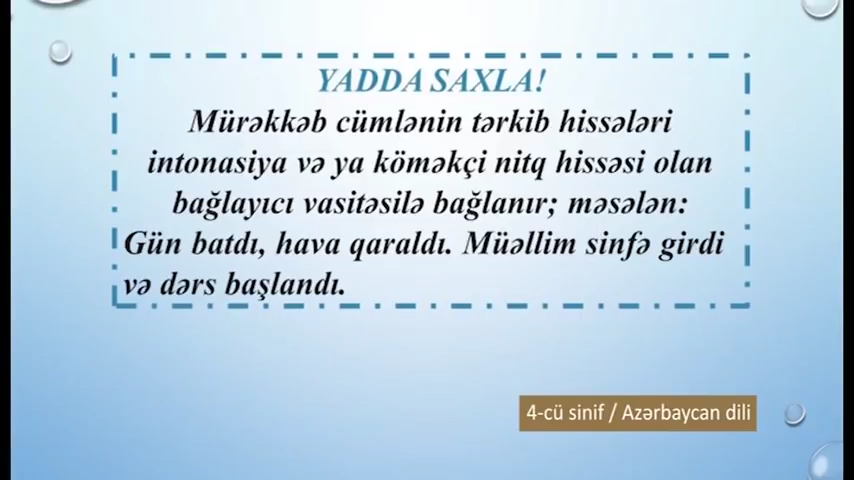 YADDA SAXLA!
Mürəkkəb cümlənin tərkib hissələri
intonasiya və ya köməkçi nitq hissəsi olan
bağlayıcı vasitəsilə bağlanır; məsələn:
Gün batdı, hava qaraldı. Müəllim sinfə girdi
və dərs başlandı.
4-cü sinif / Azərbaycan dili